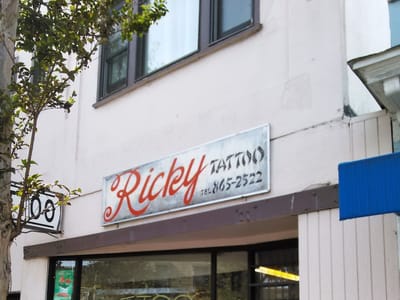 Ricky TATTOO
TEL. 865-2522